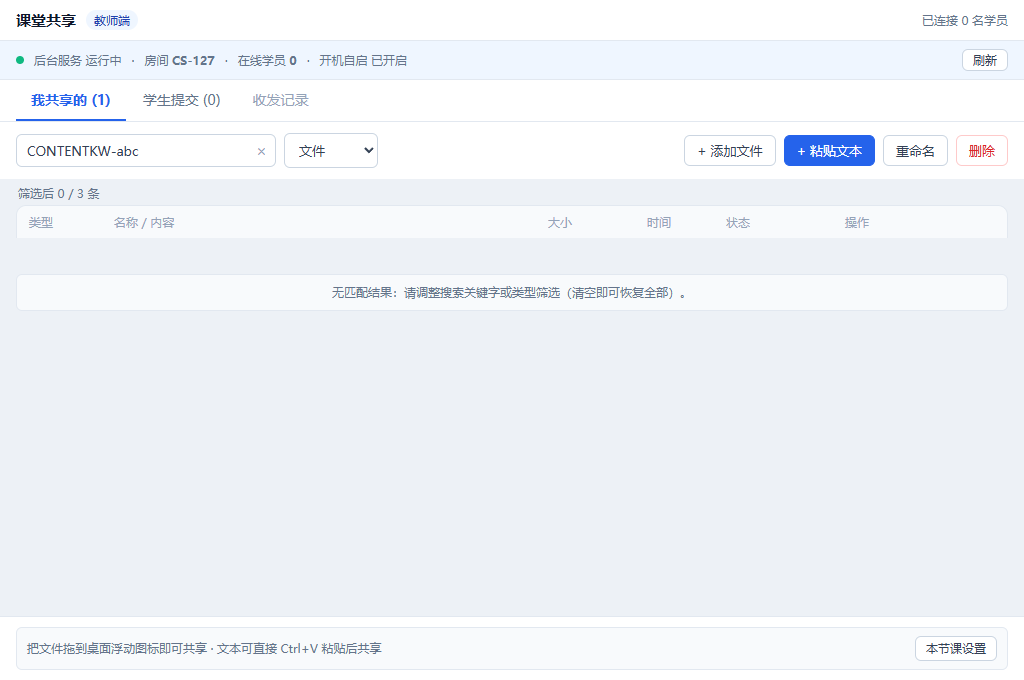 课堂共享 教师端 已连接 0 名学员
后台服务 运行中 · 房间 CS-127 · 在线学员 0 · 开机自启 已开启 刷新
我共享的 (1) 学生提交 (0) 收发记录
CONTENTKW-abc × 文件 + 添加文件 + 粘贴文本 重命名 删除
筛选后 0 / 3 条
类型 名称 / 内容 大小 时间 状态 操作
无匹配结果：请调整搜索关键字或类型筛选（清空即可恢复全部）。
把文件拖到桌面浮动图标即可共享 · 文本可直接 Ctrl+V 粘贴后共享 本节课设置